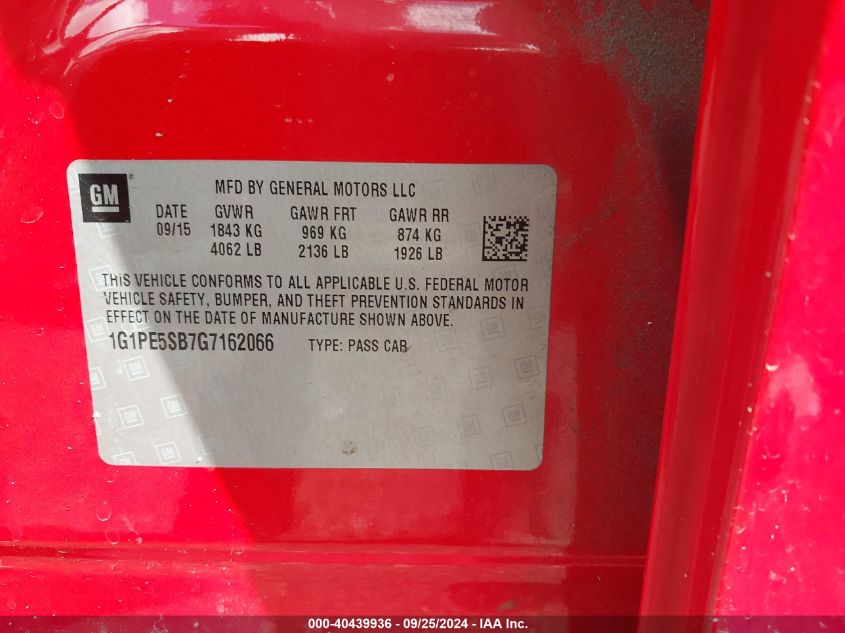 GM ® MFD BY GENERAL MOTORS LLC
DATE GVWR GAWR FRT GAWR RR
09/15 1843 KG 969 KG 874 KG
4062 LB 2136 LB 1926 LB
THIS VEHICLE CONFORMS TO ALL APPLICABLE U.S. FEDERAL MOTOR
VEHICLE SAFETY, BUMPER, AND THEFT PREVENTION STANDARDS IN
EFFECT ON THE DATE OF MANUFACTURE SHOWN ABOVE.
1G1PE5SB7G7162066 TYPE: PASS CAR
000-40439936 - 09/25/2024 - IAA Inc.